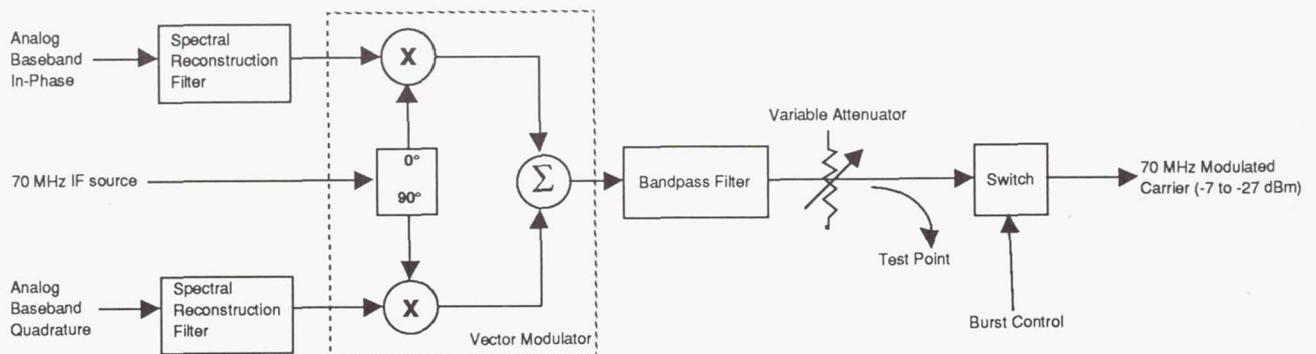 Analog
Baseband
In-Phase
Spectral
Reconstruction
Filter
X
70 MHz IF source
0°
90°
Σ
Bandpass Filter
Variable Attenuator
Test Point
Switch
70 MHz Modulated
Carrier (-7 to -27 dBm)
Burst Control
Analog
Baseband
Quadrature
Spectral
Reconstruction
Filter
X
Vector Modulator